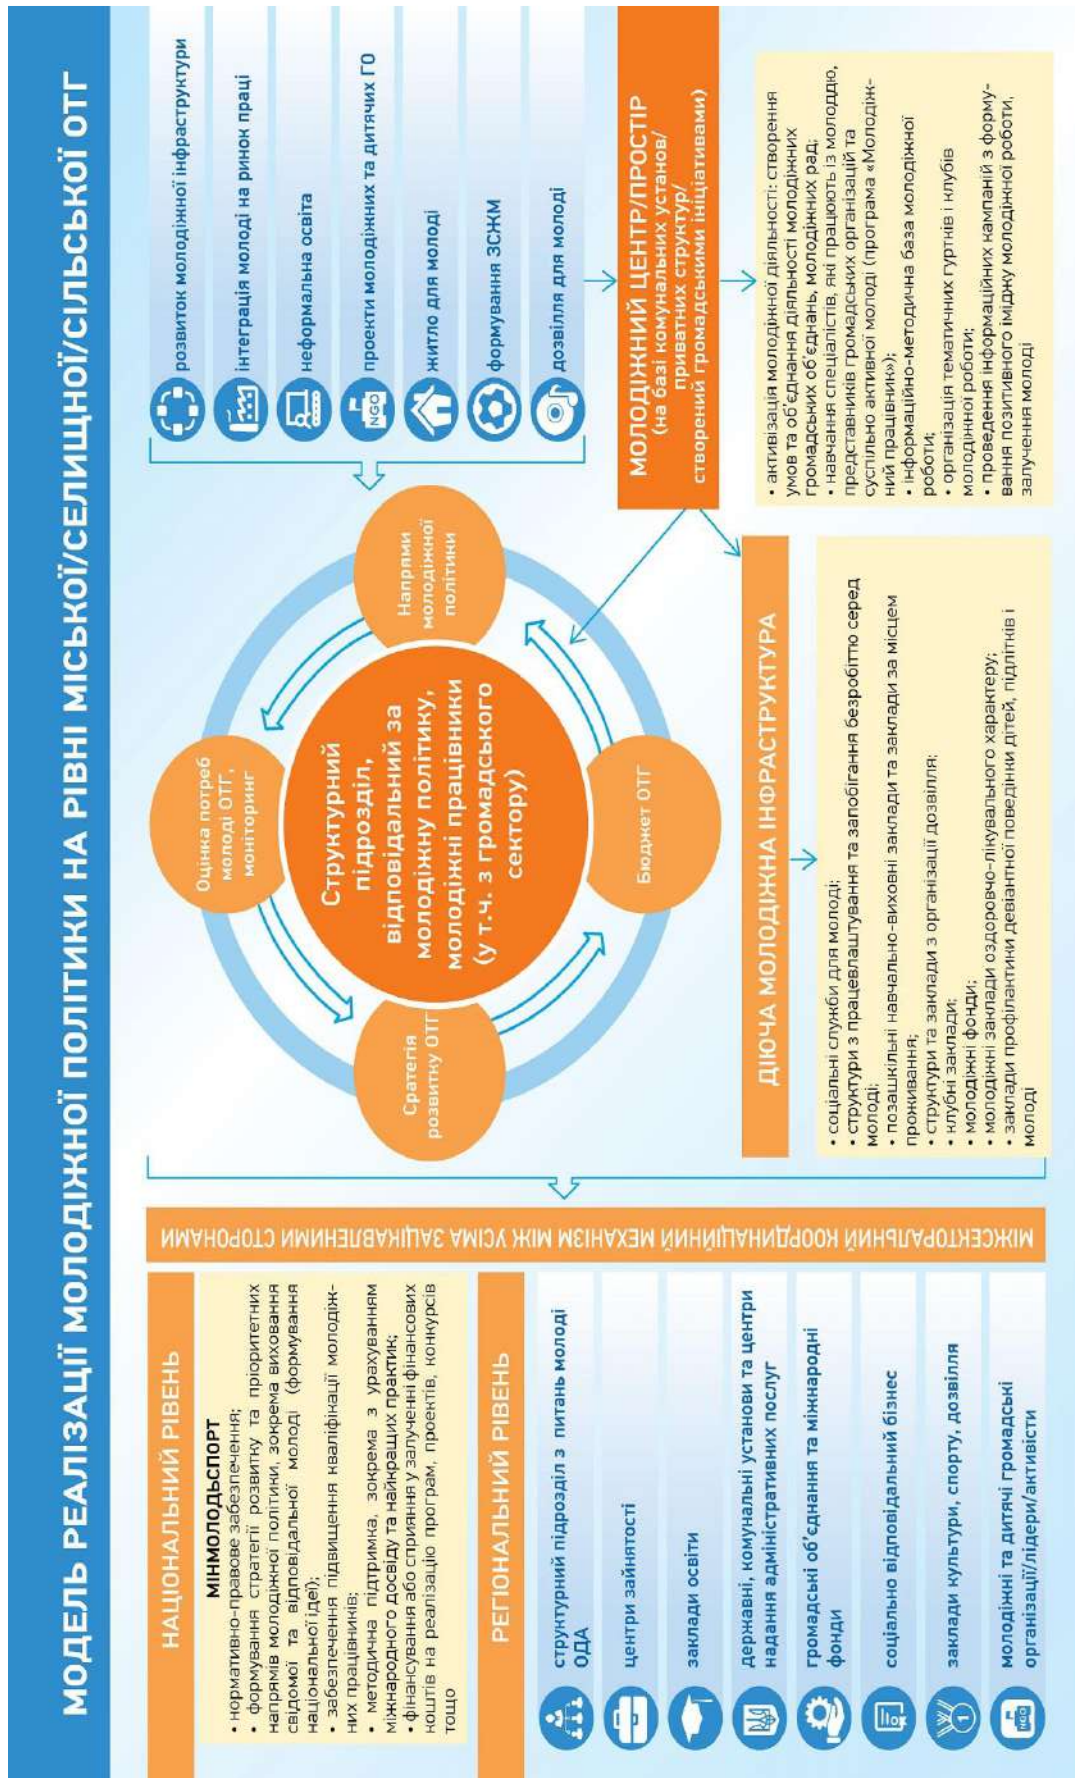 МОДЕЛЬ РЕАЛІЗАЦІЇ МОЛОДІЖНОЇ ПОЛІТИКИ НА РІВНІ МІСЬКОЇ/СЕЛИЩНОЇ/СІЛЬСЬКОЇ ОТГ
НАЦІОНАЛЬНИЙ РІВЕНЬ
МІНМОЛОДЬСПОРТ
• нормативно-правове забезпечення;
• формування стратегії розвитку та пріоритетних
напрямів молодіжної політики, зокрема виховання
свідомої та відповідальної молоді (формування
національної ідеї);
• забезпечення підвищення кваліфікації молодіж-
них працівників;
• методична підтримка, зокрема з урахуванням
міжнародного досвіду та найкращих практик;
• фінансування або сприяння у залученні фінансових
коштів на реалізацію програм, проектів, конкурсів
тощо
РЕГІОНАЛЬНИЙ РІВЕНЬ
структурний підрозділ з питань молоді
ОДА
центри зайнятості
заклади освіти
державні, комунальні установи та центри
надання адміністративних послуг
громадські об’єднання та міжнародні
фонди
соціально відповідальний бізнес
заклади культури, спорту, дозвілля
NGO
молодіжні та дитячі громадські
організації/лідери/активісти
МІЖСЕКТОРАЛЬНИЙ КООРДИНАЦІЙНИЙ МЕХАНІЗМ МІЖ УСІМА ЗАЦІКАВЛЕНИМИ СТОРОНАМИ
Оцінка потреб
молоді ОТГ,
моніторинг
Сратегія
розвитку ОТГ
Структурний
підрозділ,
відповідальний за
молодіжну політику,
молодіжні працівники
(у т.ч. з громадського
сектору)
Напрями
молодіжної
політики
Бюджет ОТГ
ДІЮЧА МОЛОДІЖНА ІНФРАСТРУКТУРА
• соціальні служби для молоді;
• структури з працевлаштування та запобігання безробіттю серед
молоді;
• позашкільні навчально-виховні заклади та заклади за місцем
проживання;
• структури та заклади з організації дозвілля;
• клубні заклади;
• молодіжні фонди;
• молодіжні заклади оздоровчо-лікувального характеру;
• заклади профілактики девіантної поведінки дітей, підлітків і
молоді
розвиток молодіжної інфраструктури
інтеграція молоді на ринок праці
неформальна освіта
NGO
проекти молодіжних та дитячих ГО
житло для молоді
формування ЗСЖМ
дозвілля для молоді
МОЛОДІЖНИЙ ЦЕНТР/ПРОСТІР
(на базі комунальних установ/
приватних структур/
створений громадськими ініціативами)
• активізація молодіжної діяльності: створення
умов та об’єднання діяльності молодіжних
громадських об’єднань, молодіжних рад;
• навчання спеціалістів, які працюють із молоддю,
представників громадських організацій та
суспільно активної молоді (програма «Молодіж-
ний працівник»);
• інформаційно-методична база молодіжної
роботи;
• організація тематичних гуртків і клубів
молодіжної роботи;
• проведення інформаційних кампаній з форму-
вання позитивного іміджу молодіжної роботи,
залучення молоді